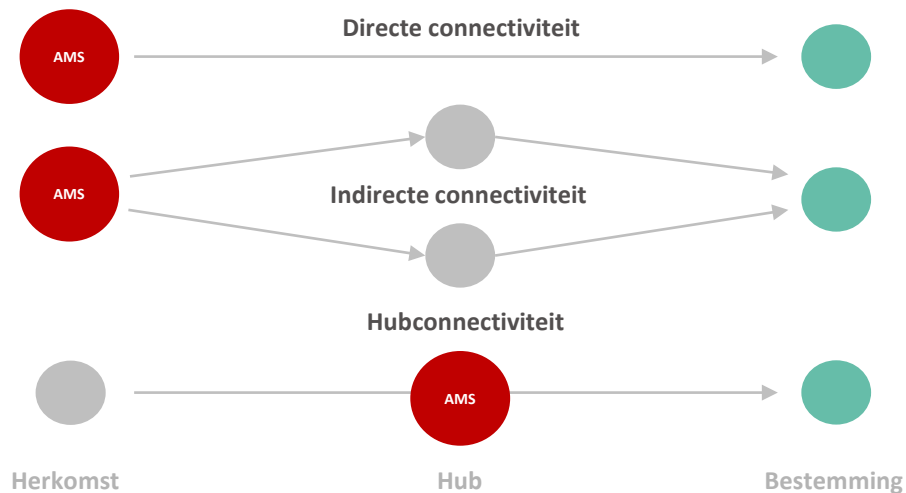 Directe connectiviteit
AMS
AMS
Indirecte connectiviteit
Hubconnectiviteit
AMS
Herkomst
Hub
Bestemming